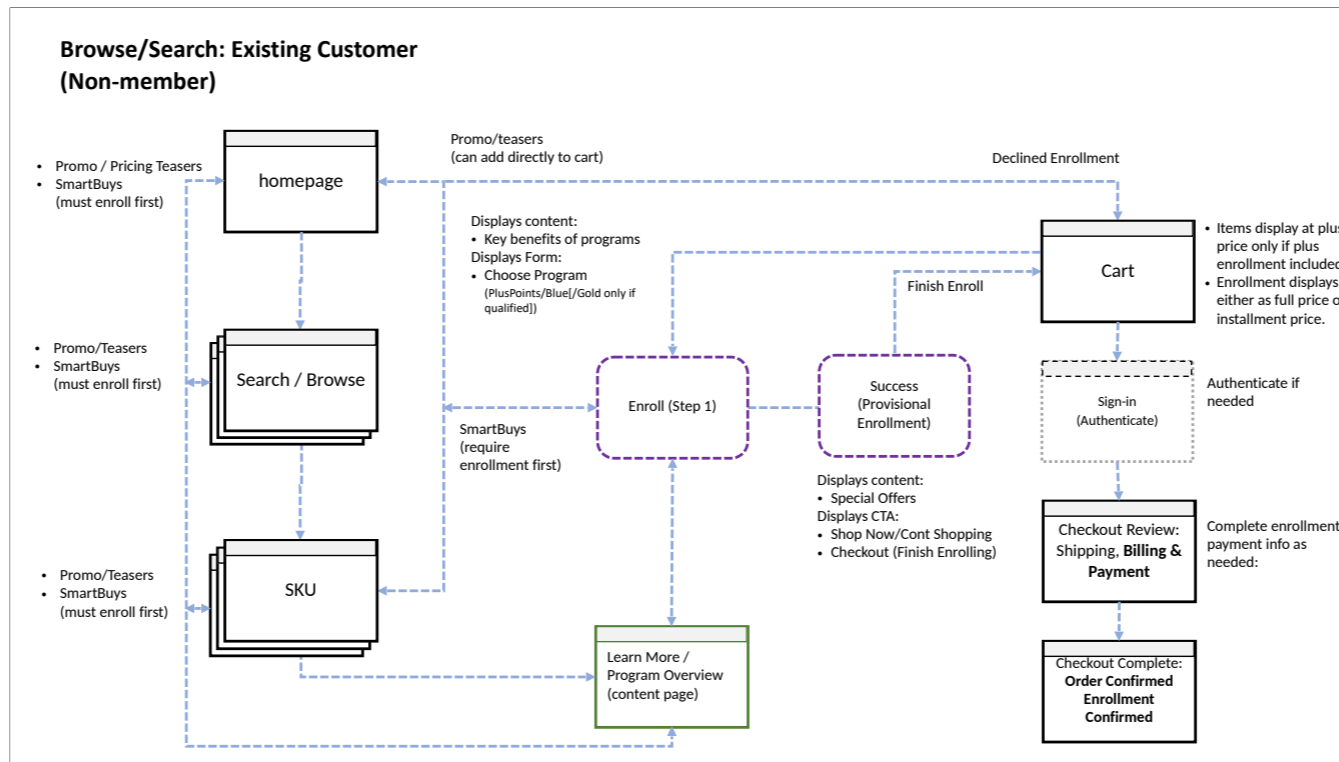 Browse/Search: Existing Customer
(Non-member)
• Promo / Pricing Teasers
• SmartBuys
(must enroll first)
homepage
Promo/teasers
(can add directly to cart)
Declined Enrollment
Displays content:
• Key benefits of programs
Displays Form:
• Choose Program
(PlusPoints/Blue[/Gold only if
qualified])
Cart
• Items display at plus
price only if plus
enrollment included
• Enrollment displays
either as full price o
installment price.
Finish Enroll
• Promo/Teasers
• SmartBuys
(must enroll first)
Search / Browse
Enroll (Step 1)
Success
(Provisional
Enrollment)
Sign-in
(Authenticate)
Authenticate if
needed
SmartBuys
(require
enrollment first)
Displays content:
• Special Offers
Displays CTA:
• Shop Now/Cont Shopping
• Checkout (Finish Enrolling)
Checkout Review:
Shipping, Billing &
Payment
Complete enrollment
payment info as
needed:
• Promo/Teasers
• SmartBuys
(must enroll first)
SKU
Learn More /
Program Overview
(content page)
Checkout Complete:
Order Confirmed
Enrollment
Confirmed